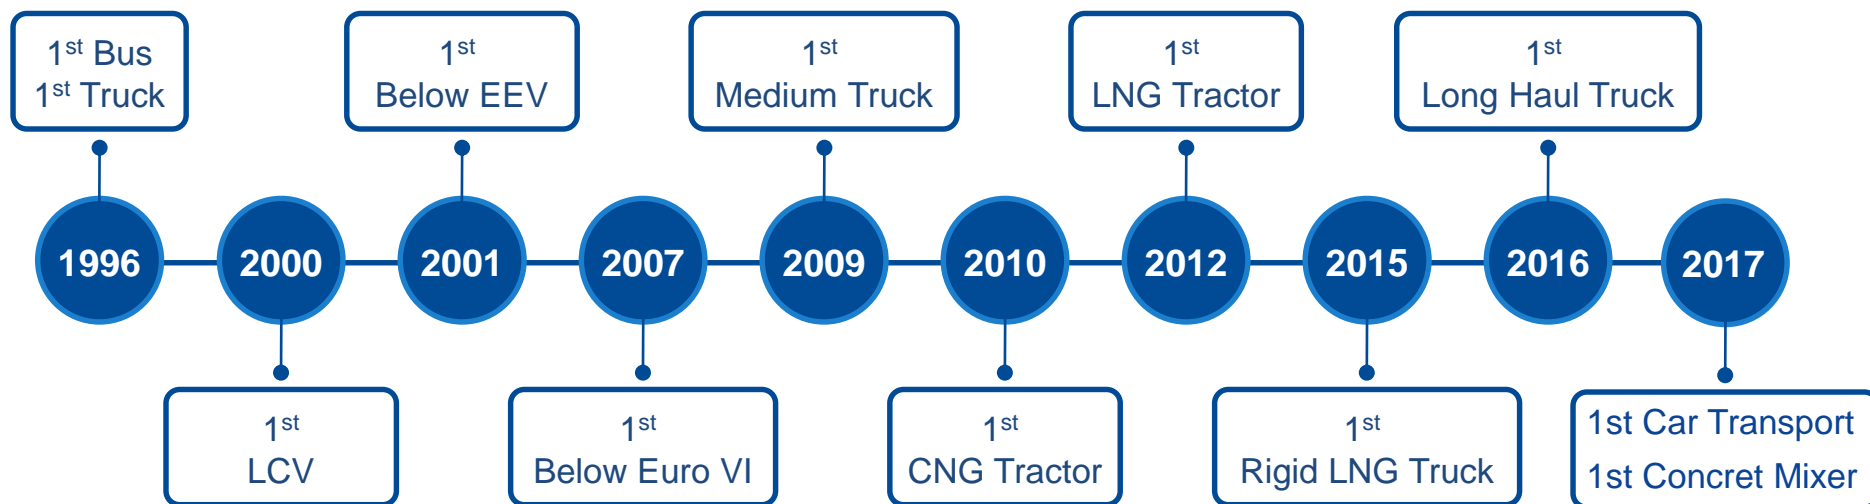 1st Bus
1st Truck
1st
Below EEV
1st
Medium Truck
1st
LNG Tractor
1st
Long Haul Truck
1996
2000
2001
2007
2009
2010
2012
2015
2016
2017
1st
LCV
1st
Below Euro VI
1st
CNG Tractor
1st
Rigid LNG Truck
1st Car Transport
1st Concret Mixer